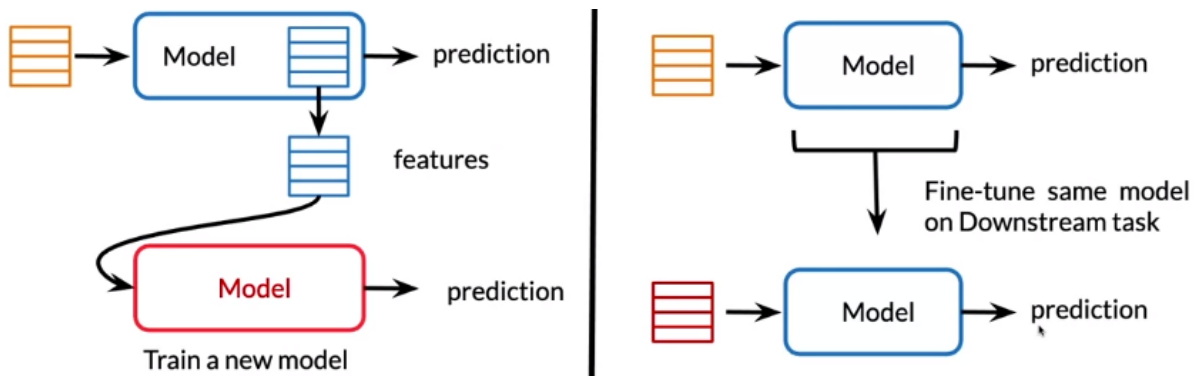 Model
prediction
features
Model
prediction
Train a new model
Model
prediction
Fine-tune same model
on Downstream task
Model
prediction